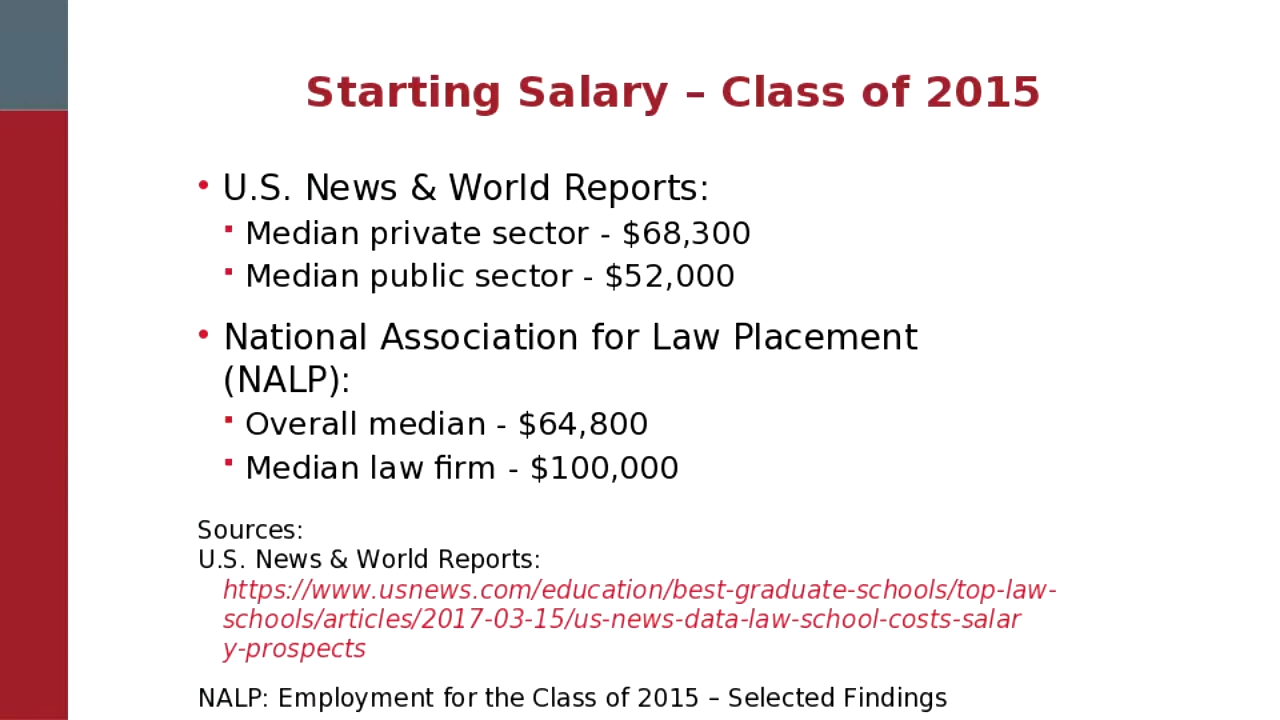 Starting Salary – Class of 2015
• U.S. News & World Reports:
▪ Median private sector - $68,300
▪ Median public sector - $52,000
• National Association for Law Placement
(NALP):
▪ Overall median - $64,800
▪ Median law firm - $100,000
Sources:
U.S. News & World Reports:
https://www.usnews.com/education/best-graduate-schools/top-law-
schools/articles/2017-03-15/us-news-data-law-school-costs-salar
y-prospects
NALP: Employment for the Class of 2015 – Selected Findings